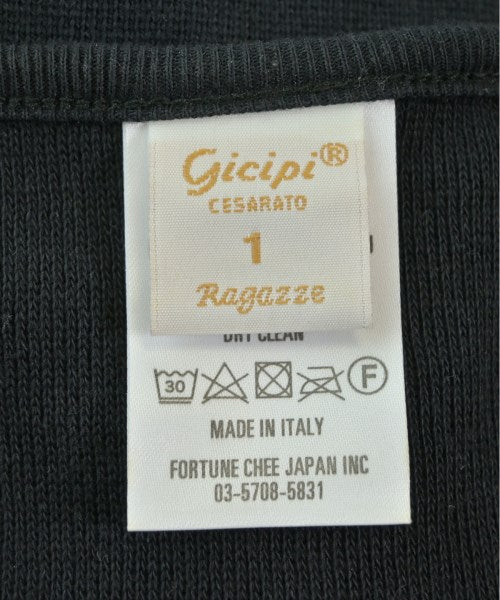 Gicipi®
CESARATO
1
Ragazze
DRY CLEAN
30 F
MADE IN ITALY
FORTUNE CHEE JAPAN INC
03-5708-5831